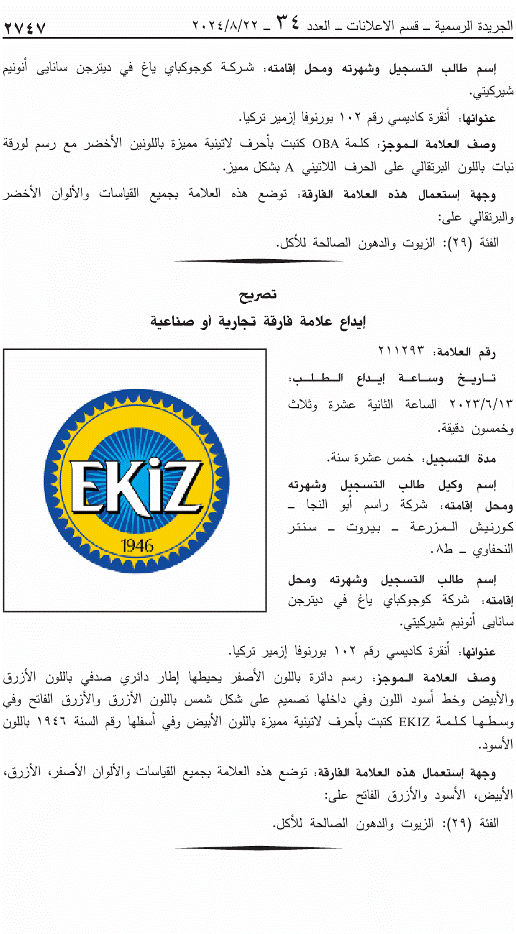 الجريدة الرسمية ــ قسم الاعلانات ــ العدد ٣٤ ــ ٢٠٢٤/٨/٢٢
٢٧٤٧
إسم طالب التسجيل وشهرته ومحل إقامته: شركة كوجوكباي ياغ في ديترجن سانايى أنونيم
شيركيتي.
عنوانها: أنقرة كاديسي رقم ١٠٢ بورنوفا إزمير تركيا.
وصف العلامة الموجز: كلمة OBA كتبت بأحرف لاتينية مميزة باللونين الأخضر مع رسم لورقة
نبات باللون البرتقالي على الحرف اللاتيني A بشكل مميز.
وجهة إستعمال هذه العلامة الفارقة: توضع هذه العلامة بجميع القياسات والألوان الأخضر
والبرتقالي على:
الفئة (٢٩): الزيوت والدهون الصالحة للأكل.
تصريح
إيداع علامة فارقة تجارية او صناعية
رقم العلامة: ٢١١٢٩٣
تاريخ وساعة إيداع الطلب:
٢٠٢٣/٦/١٣ الساعة الثانية عشرة وثلاث
وخمسون دقيقة.
مدة التسجيل: خمس عشرة سنة.
إسم وكيل طالب التسجيل وشهرته
ومحل إقامته: شركة راسم أبو النجا ــ
كورنيش المزرعة ــ بيروت ــ سنتر
النحفاوي ــ ط٨.
إسم طالب التسجيل وشهرته ومحل
إقامته: شركة كوجوكباي ياغ في ديترجن
سانايى أنونيم شيركيتي.
EKiZ
1946
عنوانها: أنقرة كاديسي رقم ١٠٢ بورنوفا إزمير تركيا.
وصف العلامة الموجز: رسم دائرة باللون الأصفر يحيطها إطار دائري صدفي باللون الأزرق
والأبيض وخط أسود اللون وفي داخلها تصميم على شكل شمس باللون الأزرق والأزرق الفاتح وفي
وسطها كلمة EKIZ كتبت بأحرف لاتينية مميزة باللون الأبيض وفي أسفلها رقم السنة ١٩٤٦ باللون
الأسود.
وجهة إستعمال هذه العلامة الفارقة: توضع هذه العلامة بجميع القياسات والألوان الأصفر، الأزرق،
الأبيض، الأسود والأزرق الفاتح على:
الفئة (٢٩): الزيوت والدهون الصالحة للأكل.